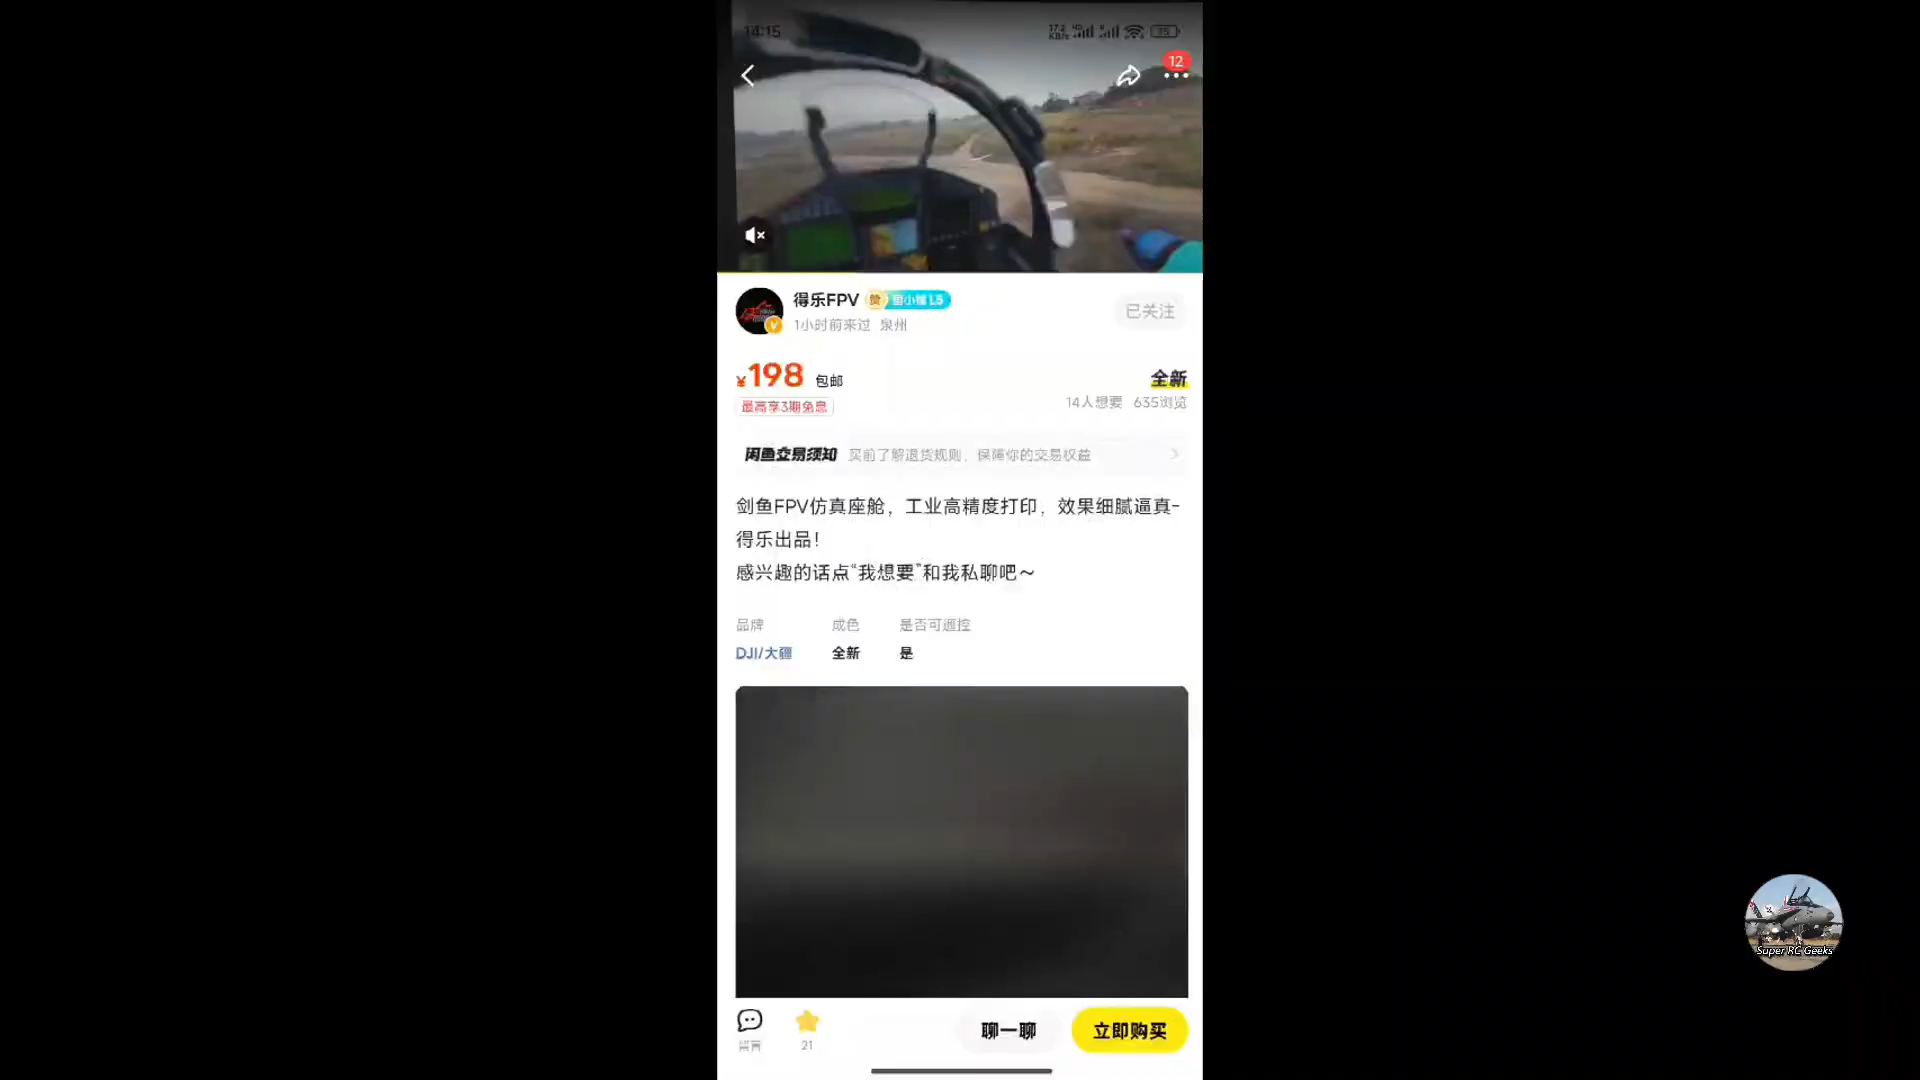 14:15
12
得乐FPV
鱼小铺 L5
1小时前来过 泉州
已关注
¥198 包邮
全新
最高享3期免息
14人想要 635浏览
闲鱼交易须知 买前了解退货规则，保障你的交易权益
剑鱼FPV仿真座舱，工业高精度打印，效果细腻逼真-
得乐出品！
感兴趣的话点“我想要”和我私聊吧～
品牌 成色 是否可遥控
DJI/大疆 全新 是
留言
21
聊一聊
立即购买
Super RC Geeks